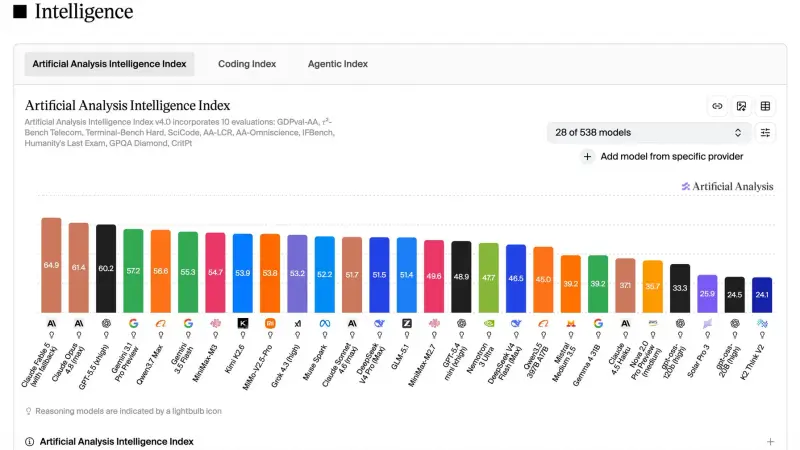 Intelligence
Artificial Analysis Intelligence Index
Coding Index
Agentic Index
Artificial Analysis Intelligence Index
Artificial Analysis Intelligence Index v4.0 incorporates 10 evaluations: GDPval-AA, τ²-
Bench Telecom, Terminal-Bench Hard, SciCode, AA-LCR, AA-Omniscience, IFBench,
Humanity's Last Exam, GPQA Diamond, CritPt
28 of 538 models
Add model from specific provider
Artificial Analysis
64.9
61.4
60.2
57.2
56.6
55.3
54.7
53.9
53.8
53.2
52.2
51.7
51.5
51.4
49.6
48.9
47.7
46.5
45.0
39.2
39.2
37.1
35.7
33.3
25.9
24.5
24.1
Claude Fable 5
(with fallback)
Claude Opus
4.8 (max)
GPT-5.5 (xhigh)
Gemini 3.1
Pro Preview
Qwen3.7 Max
Gemini
3.5 Flash
MiniMax-M3
Kimi K2.6
MiMo-V2.5-Pro
Grok 4.3 (high)
Muse Spark
Claude Sonnet
4.6 (max)
DeepSeek
V4 Pro (Max)
GLM-5.1
MiniMax-M2.7
GPT-5.4
mini (xhigh)
Nemotron
3 Ultra
DeepSeek V4
Flash (Max)
Qwen3.5
397B A17B
Mistral
Medium 3.5
Gemma 4 31B
Claude
4.5 Haiku
Nova 2.0
Pro Preview
(medium)
gpt-oss-
120b (high)
Solar Pro 3
gpt-oss-
20B (high)
K2 Think V2
Reasoning models are indicated by a lightbulb icon
Artificial Analysis Intelligence Index